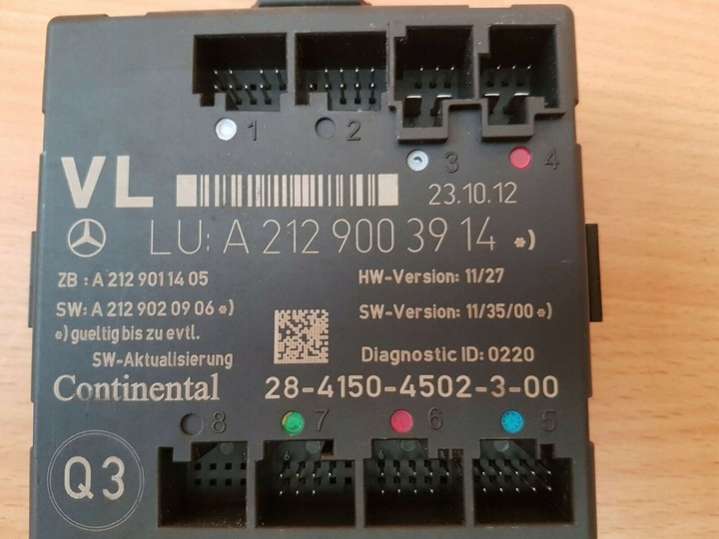 1 2 3 4
VL
23.10.12
LU: A 212 900 39 14 *)
ZB : A 212 901 14 05
HW-Version: 11/27
SW: A 212 902 09 06 *)
SW-Version: 11/35/00 *)
*) gueltig bis zu evtl.
SW-Aktualisierung
Diagnostic ID: 0220
Continental
28-4150-4502-3-00
8 7 6 5
Q3